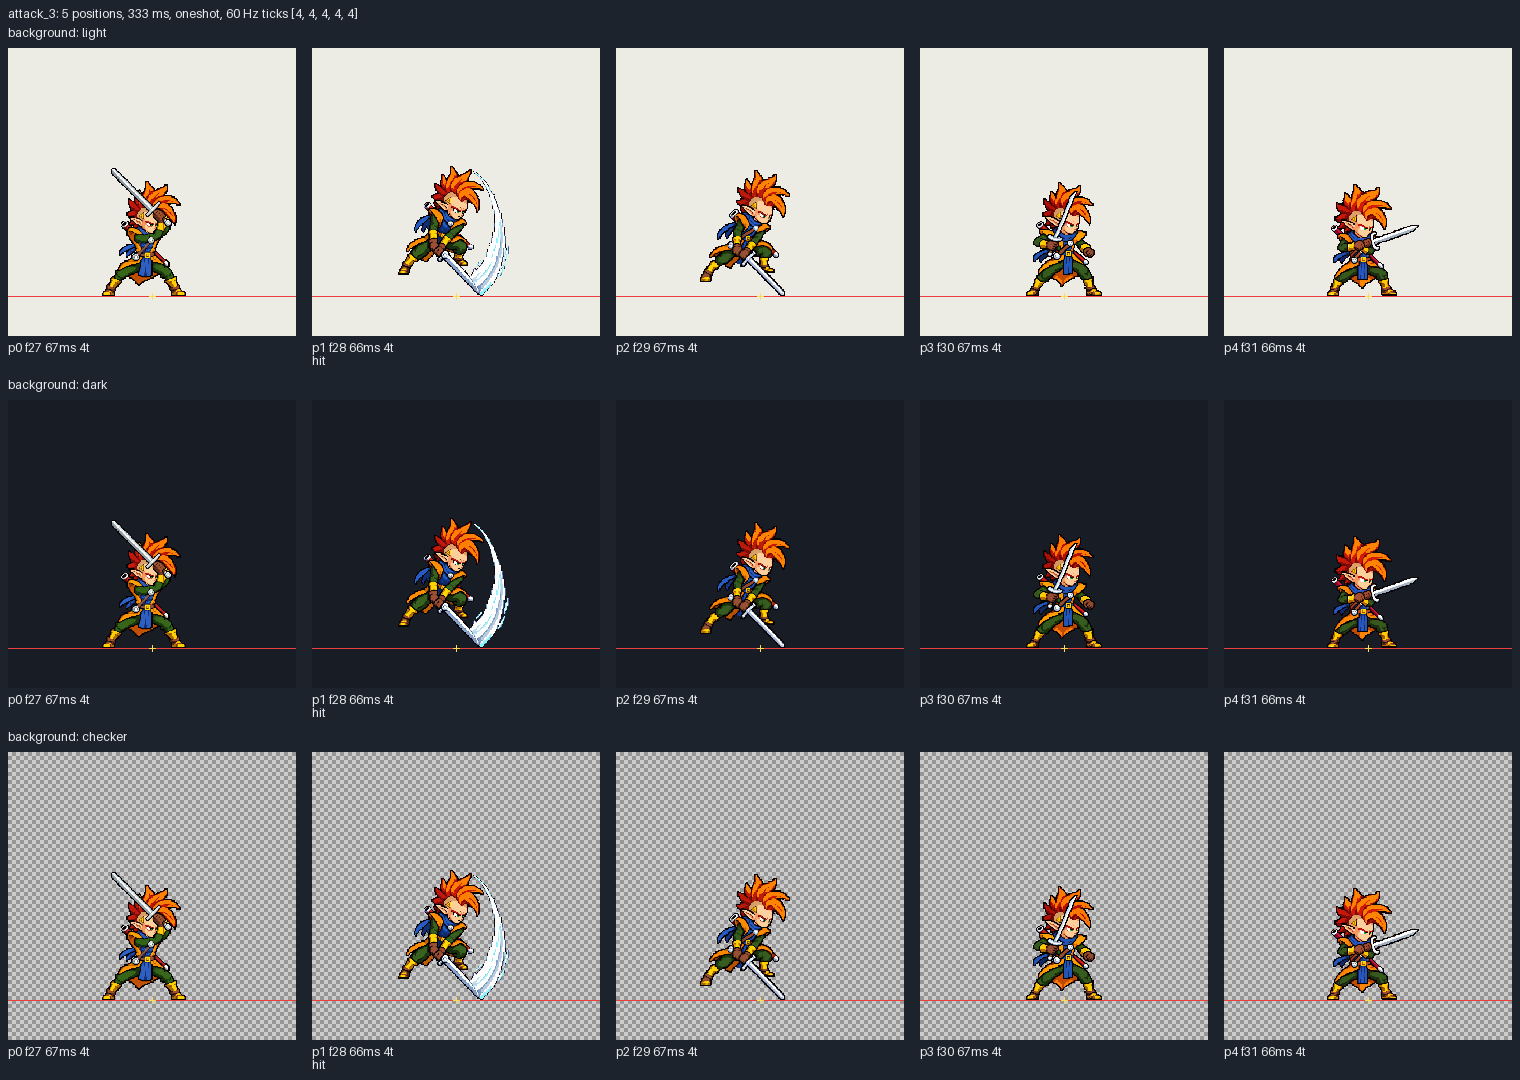 attack_3: 5 positions, 333 ms, oneshot, 60 Hz ticks [4, 4, 4, 4, 4]
background: light
p0 f27 67ms 4t
p1 f28 66ms 4t
hit
p2 f29 67ms 4t
p3 f30 67ms 4t
p4 f31 66ms 4t
background: dark
p0 f27 67ms 4t
p1 f28 66ms 4t
hit
p2 f29 67ms 4t
p3 f30 67ms 4t
p4 f31 66ms 4t
background: checker
p0 f27 67ms 4t
p1 f28 66ms 4t
hit
p2 f29 67ms 4t
p3 f30 67ms 4t
p4 f31 66ms 4t